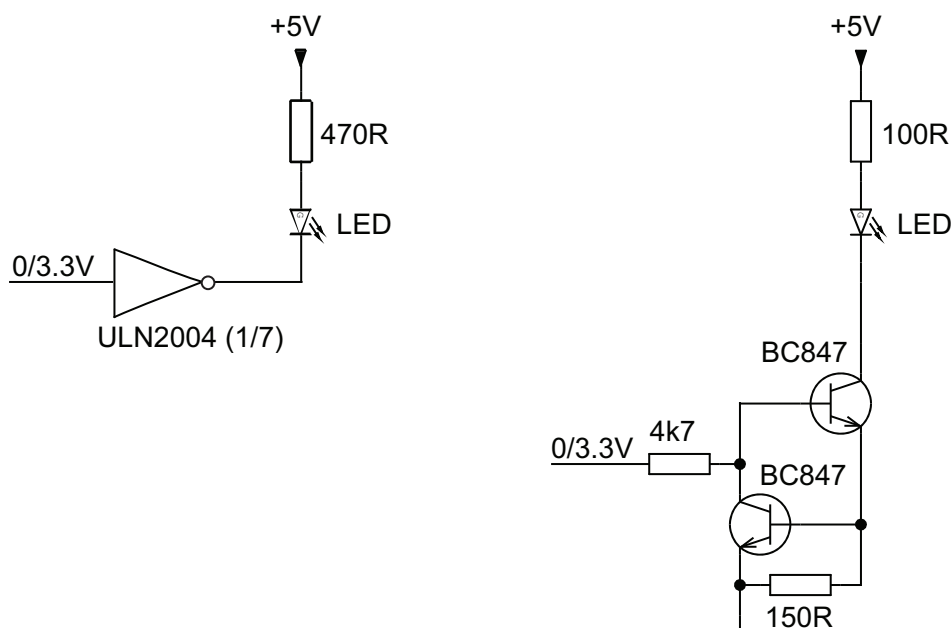 +5V
470R
LED
0/3.3V
ULN2004 (1/7)
+5V
100R
LED
BC847
0/3.3V
4k7
BC847
150R